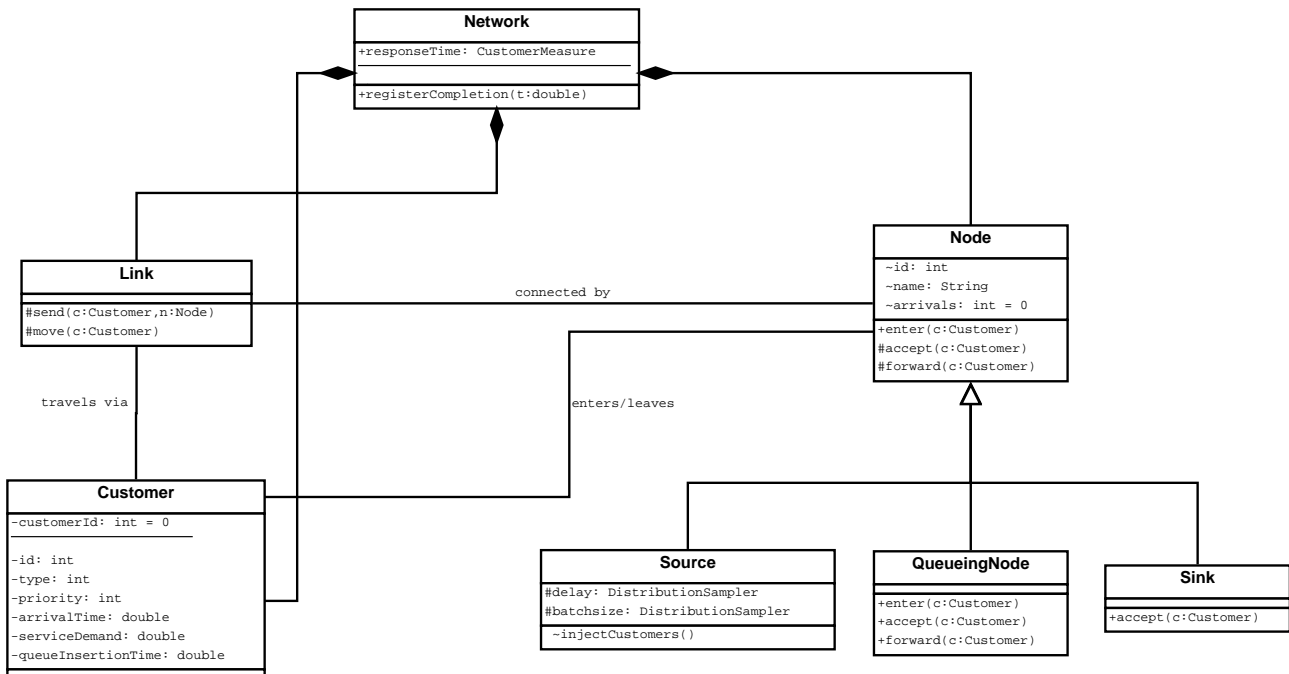 Network
+responseTime: CustomerMeasure
+registerCompletion(t:double)
Node
~id: int
~name: String
~arrivals: int = 0
+enter(c:Customer)
#accept(c:Customer)
#forward(c:Customer)
Link
#send(c:Customer,n:Node)
#move(c:Customer)
connected by
travels via
enters/leaves
Customer
-customerId: int = 0
-id: int
-type: int
-priority: int
-arrivalTime: double
-serviceDemand: double
-queueInsertionTime: double
Source
#delay: DistributionSampler
#batchsize: DistributionSampler
~injectCustomers()
QueueingNode
+enter(c:Customer)
+accept(c:Customer)
+forward(c:Customer)
Sink
+accept(c:Customer)